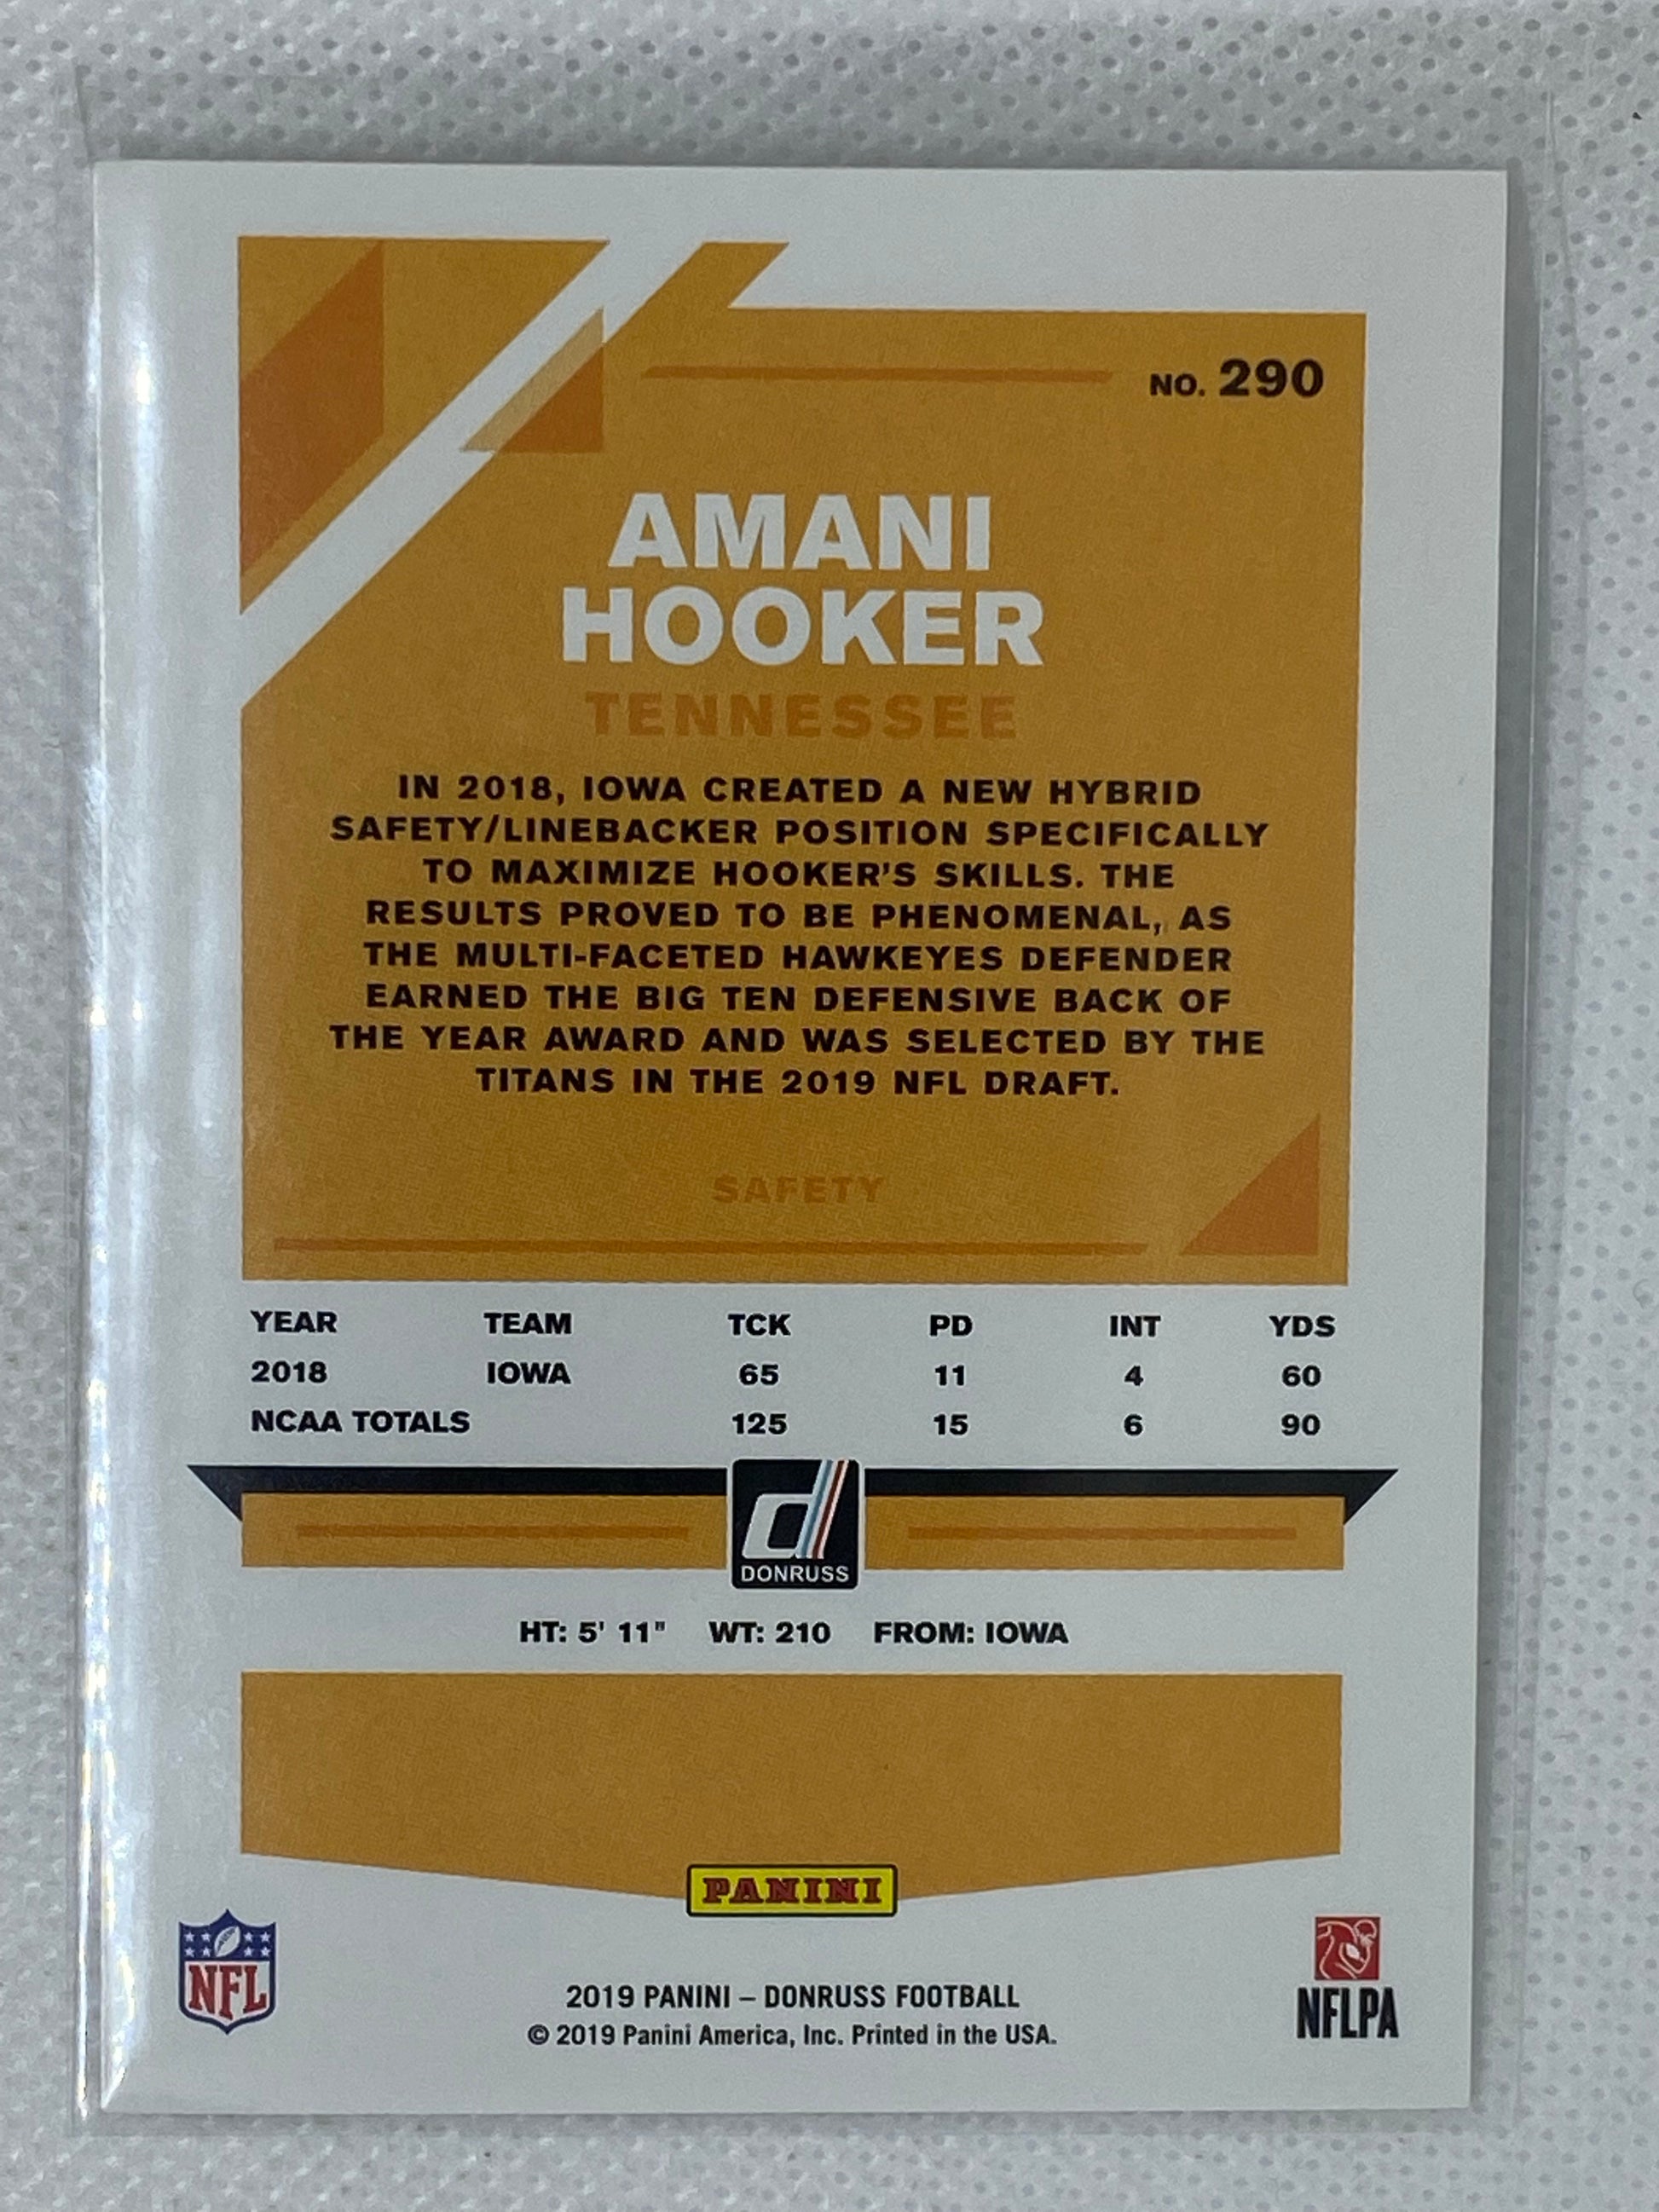 NO. 290
AMANI
HOOKER
TENNESSEE
IN 2018, IOWA CREATED A NEW HYBRID
SAFETY/LINEBACKER POSITION SPECIFICALLY
TO MAXIMIZE HOOKER'S SKILLS. THE
RESULTS PROVED TO BE PHENOMENAL, AS
THE MULTI-FACETED HAWKEYES DEFENDER
EARNED THE BIG TEN DEFENSIVE BACK OF
THE YEAR AWARD AND WAS SELECTED BY THE
TITANS IN THE 2019 NFL DRAFT.
SAFETY
YEAR TEAM TCK PD INT YDS
2018 IOWA 65 11 4 60
NCAA TOTALS 125 15 6 90
d
DONRUSS
HT: 5' 11" WT: 210 FROM: IOWA
PANINI
NFL
2019 PANINI – DONRUSS FOOTBALL
© 2019 Panini America, Inc. Printed in the USA.
NFLPA